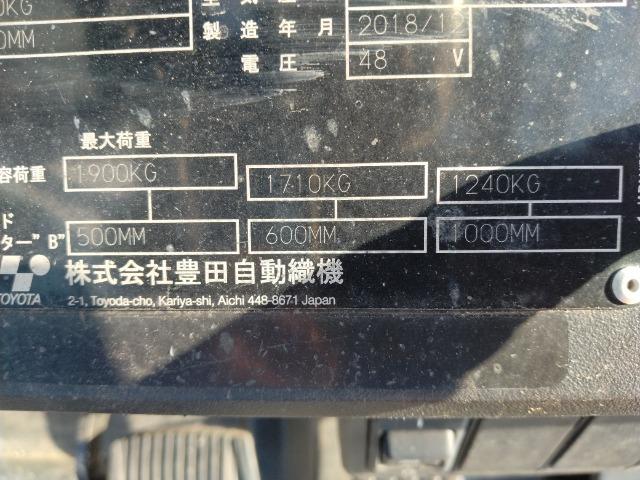 0KG
0MM
製造年月 2018/12
電圧 48 V
最大荷重
容荷重 1900KG 1710KG 1240KG
ド
ター"B" 500MM 600MM 1000MM
株式会社豊田自動織機
TOYOTA
2-1, Toyoda-cho, Kariya-shi, Aichi 448-8671 Japan